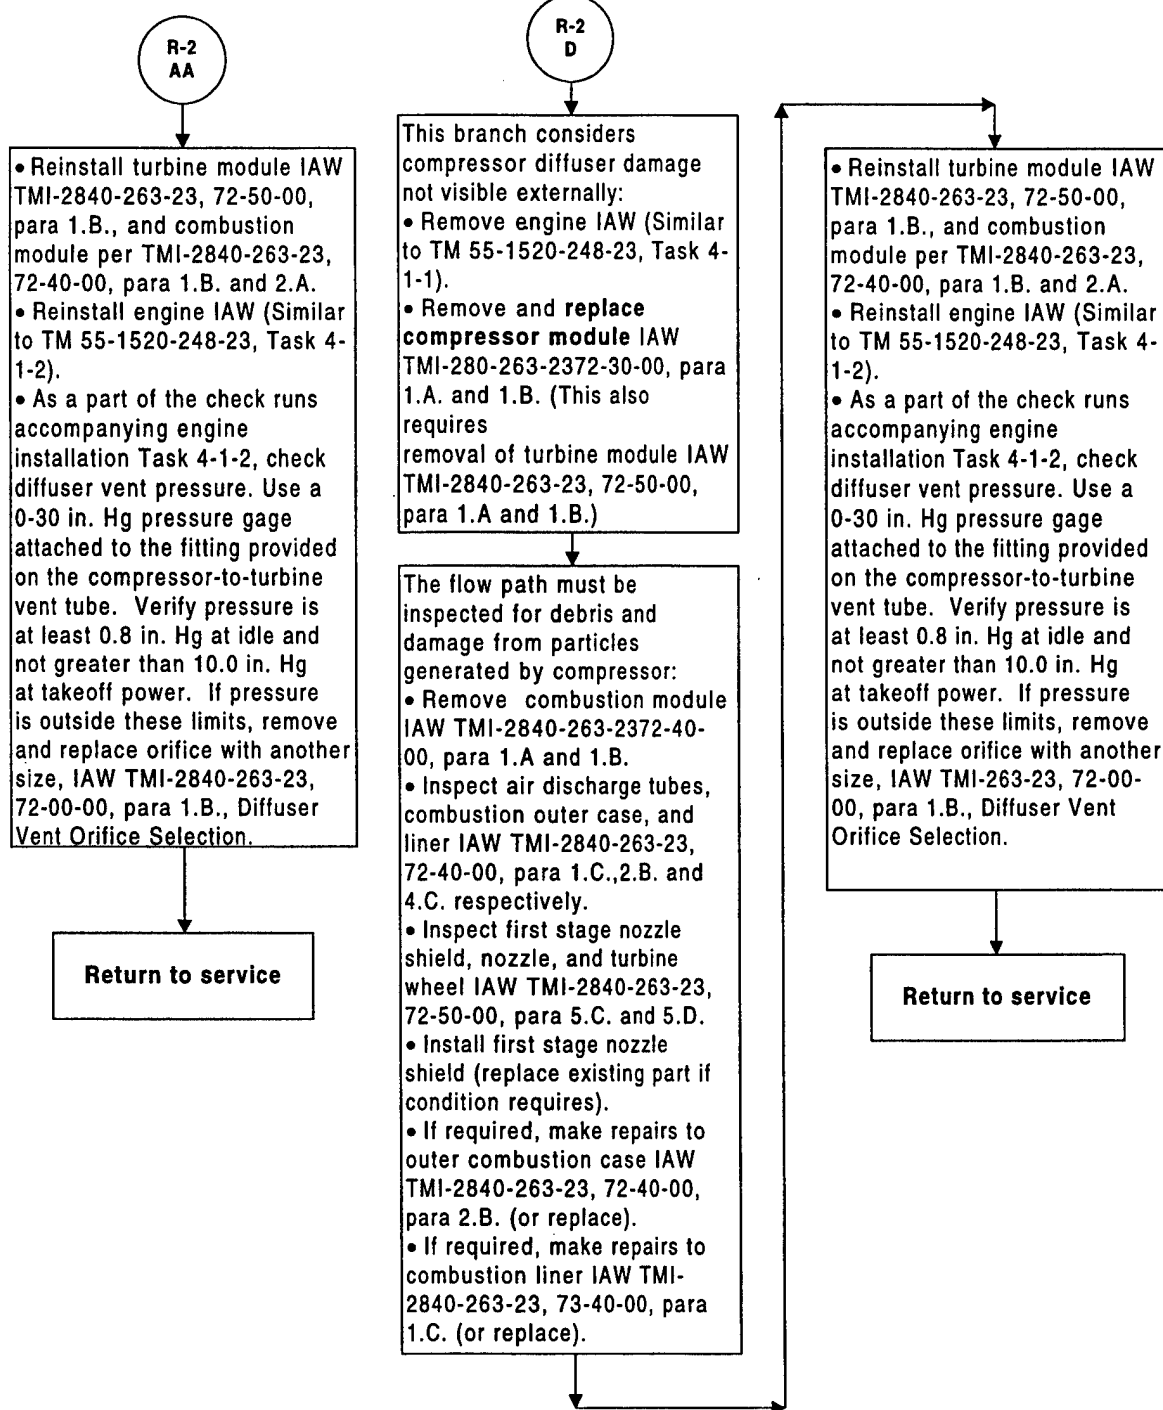 R-2
AA
• Reinstall turbine module IAW
TMI-2840-263-23, 72-50-00,
para 1.B., and combustion
module per TMI-2840-263-23,
72-40-00, para 1.B. and 2.A.
• Reinstall engine IAW (Similar
to TM 55-1520-248-23, Task 4-
1-2).
• As a part of the check runs
accompanying engine
installation Task 4-1-2, check
diffuser vent pressure. Use a
0-30 in. Hg pressure gage
attached to the fitting provided
on the compressor-to-turbine
vent tube. Verify pressure is
at least 0.8 in. Hg at idle and
not greater than 10.0 in. Hg
at takeoff power. If pressure
is outside these limits, remove
and replace orifice with another
size, IAW TMI-2840-263-23,
72-00-00, para 1.B., Diffuser
Vent Orifice Selection.
Return to service
R-2
D
This branch considers
compressor diffuser damage
not visible externally:
• Remove engine IAW (Similar
to TM 55-1520-248-23, Task 4-
1-1).
• Remove and replace
compressor module IAW
TMI-280-263-2372-30-00, para
1.A. and 1.B. (This also
requires
removal of turbine module IAW
TMI-2840-263-23, 72-50-00,
para 1.A and 1.B.)
The flow path must be
inspected for debris and
damage from particles
generated by compressor:
• Remove combustion module
IAW TMI-2840-263-2372-40-
00, para 1.A and 1.B.
• Inspect air discharge tubes,
combustion outer case, and
liner IAW TMI-2840-263-23,
72-40-00, para 1.C.,2.B. and
4.C. respectively.
• Inspect first stage nozzle
shield, nozzle, and turbine
wheel IAW TMI-2840-263-23,
72-50-00, para 5.C. and 5.D.
• Install first stage nozzle
shield (replace existing part if
condition requires).
• If required, make repairs to
outer combustion case IAW
TMI-2840-263-23, 72-40-00,
para 2.B. (or replace).
• If required, make repairs to
combustion liner IAW TMI-
2840-263-23, 73-40-00, para
1.C. (or replace).
• Reinstall turbine module IAW
TMI-2840-263-23, 72-50-00,
para 1.B., and combustion
module per TMI-2840-263-23,
72-40-00, para 1.B. and 2.A.
• Reinstall engine IAW (Similar
to TM 55-1520-248-23, Task 4-
1-2).
• As a part of the check runs
accompanying engine
installation Task 4-1-2, check
diffuser vent pressure. Use a
0-30 in. Hg pressure gage
attached to the fitting provided
on the compressor-to-turbine
vent tube. Verify pressure is
at least 0.8 in. Hg at idle and
not greater than 10.0 in. Hg
at takeoff power. If pressure
is outside these limits, remove
and replace orifice with another
size, IAW TMI-263-23, 72-00-
00, para 1.B., Diffuser Vent
Orifice Selection.
Return to service